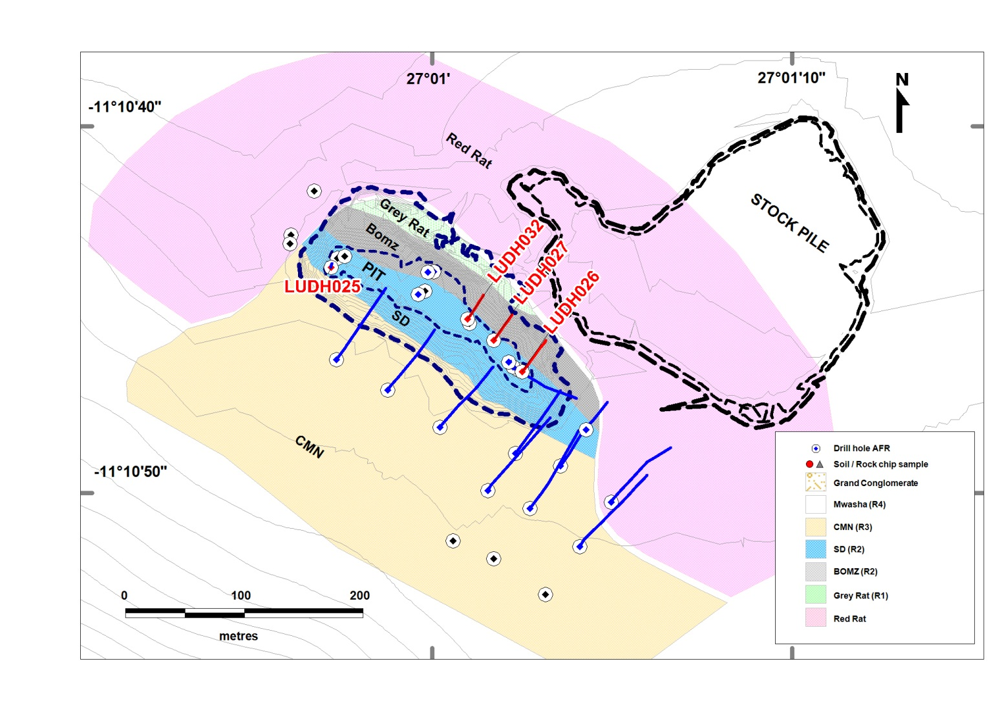 27°01'
27°01'10"
N
-11°10'40"
Red Rat
STOCK PILE
Grey Rat
Bomz
LUDH032
LUDH027
PIT
LUDH026
LUDH025
SD
CMN
-11°10'50"
Drill hole AFR
Soil / Rock chip sample
Grand Conglomerate
Mwasha (R4)
CMN (R3)
SD (R2)
BOMZ (R2)
Grey Rat (R1)
Red Rat
0 100 200
metres